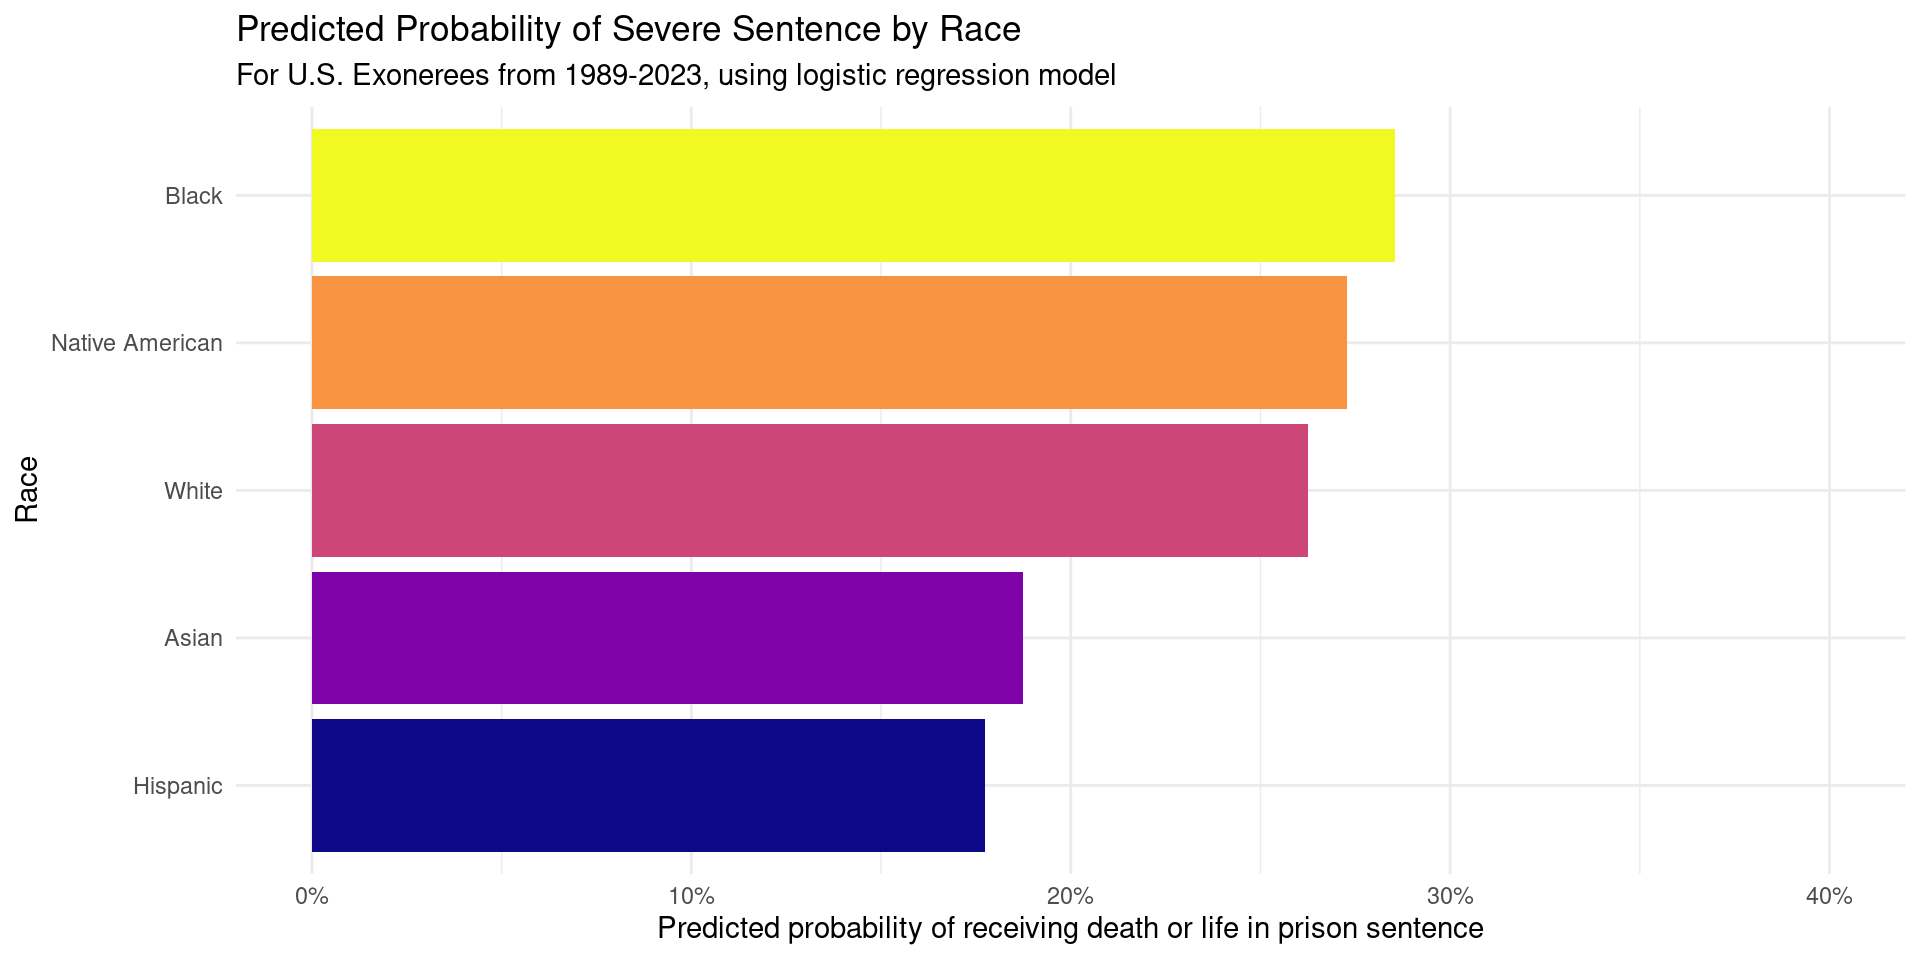 Predicted Probability of Severe Sentence by Race
For U.S. Exonerees from 1989-2023, using logistic regression model
Race
Black
Native American
White
Asian
Hispanic
0% 10% 20% 30% 40%
Predicted probability of receiving death or life in prison sentence